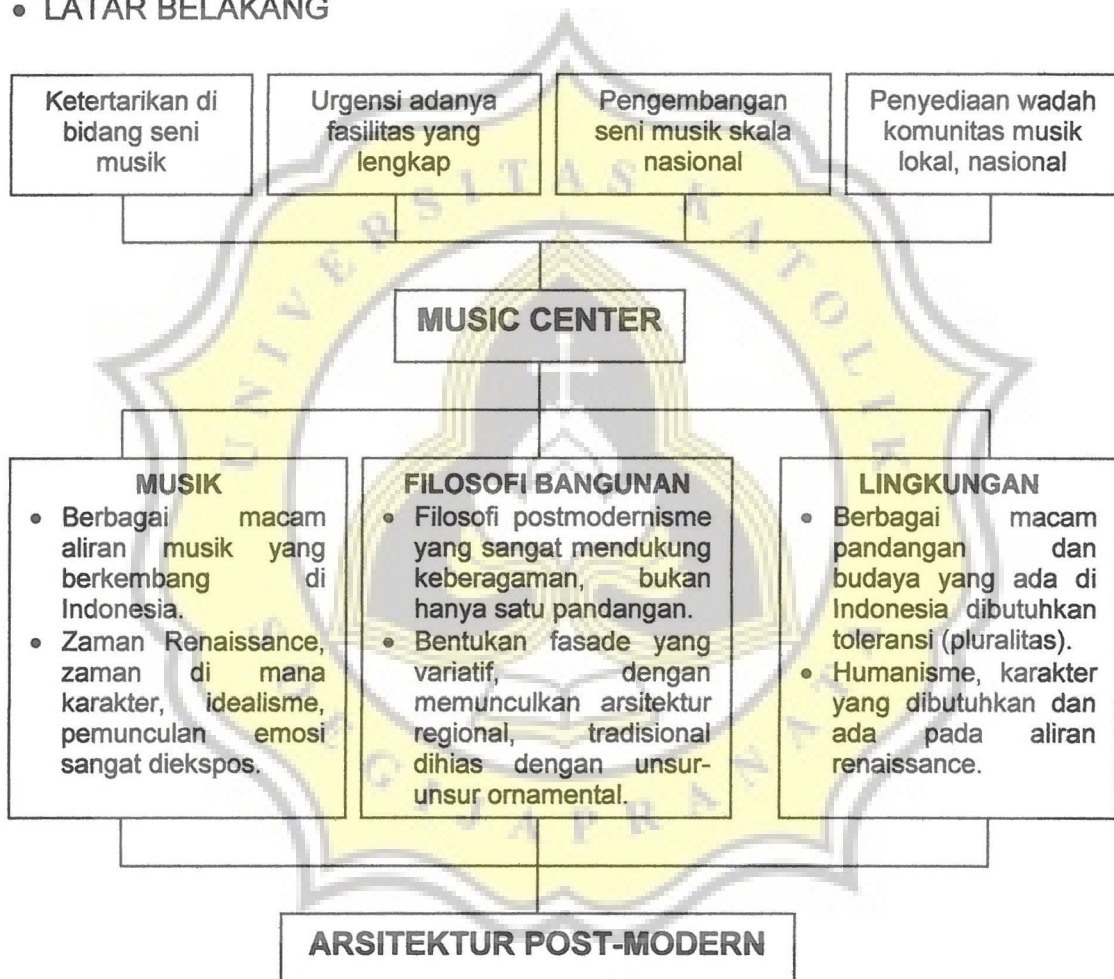 • LATAR BELAKANG
Ketertarikan di
bidang seni
musik
Urgensi adanya
fasilitas yang
lengkap
Pengembangan
seni musik skala
nasional
Penyediaan wadah
komunitas musik
lokal, nasional
MUSIC CENTER
MUSIK
• Berbagai macam
aliran musik yang
berkembang di
Indonesia.
• Zaman Renaissance,
zaman di mana
karakter, idealisme,
pemunculan emosi
sangat diekspos.
FILOSOFI BANGUNAN
• Filosofi postmodernisme
yang sangat mendukung
keberagaman, bukan
hanya satu pandangan.
• Bentukan fasade yang
variatif, dengan
memunculkan arsitektur
regional, tradisional
dihias dengan unsur-
unsur ornamental.
LINGKUNGAN
• Berbagai macam
pandangan dan
budaya yang ada di
Indonesia dibutuhkan
toleransi (pluralitas).
• Humanisme, karakter
yang dibutuhkan dan
ada pada aliran
renaissance.
ARSITEKTUR POST-MODERN
UNIVERSITAS KATOLIK
SOEGIJAPRANATA